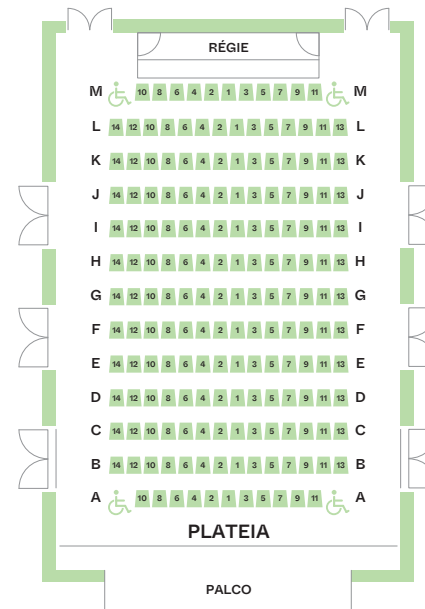 RÉGIE
M 10 8 6 4 2 1 3 5 7 9 11 M
L 14 12 10 8 6 4 2 1 3 5 7 9 11 13 L
K 14 12 10 8 6 4 2 1 3 5 7 9 11 13 K
J 14 12 10 8 6 4 2 1 3 5 7 9 11 13 J
I 14 12 10 8 6 4 2 1 3 5 7 9 11 13 I
H 14 12 10 8 6 4 2 1 3 5 7 9 11 13 H
G 14 12 10 8 6 4 2 1 3 5 7 9 11 13 G
F 14 12 10 8 6 4 2 1 3 5 7 9 11 13 F
E 14 12 10 8 6 4 2 1 3 5 7 9 11 13 E
D 14 12 10 8 6 4 2 1 3 5 7 9 11 13 D
C 14 12 10 8 6 4 2 1 3 5 7 9 11 13 C
B 14 12 10 8 6 4 2 1 3 5 7 9 11 13 B
A 10 8 6 4 2 1 3 5 7 9 11 A
PLATEIA
PALCO